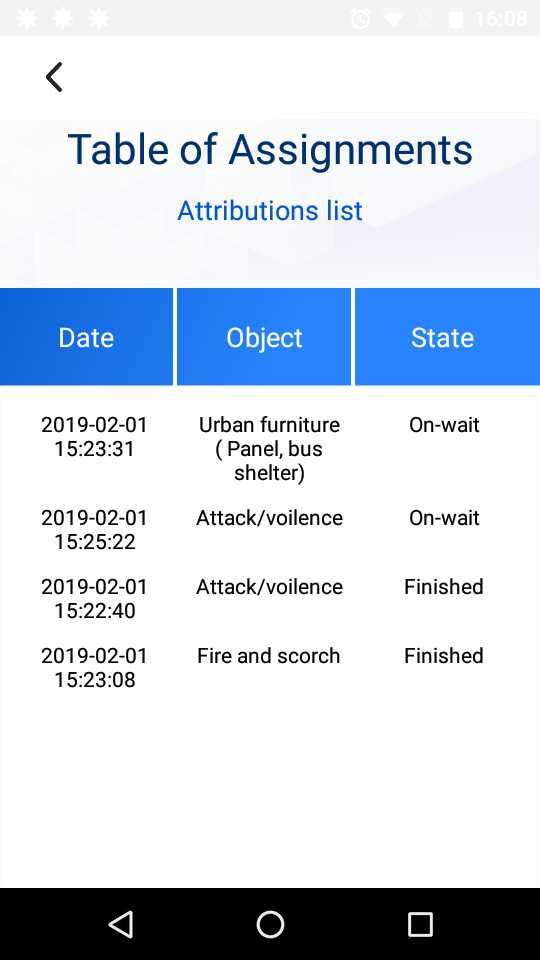 16:08
Table of Assignments
Attributions list
Date Object State
2019-02-01 Urban furniture On-wait
15:23:31 ( Panel, bus
shelter)
2019-02-01 Attack/voilence On-wait
15:25:22
2019-02-01 Attack/voilence Finished
15:22:40
2019-02-01 Fire and scorch Finished
15:23:08